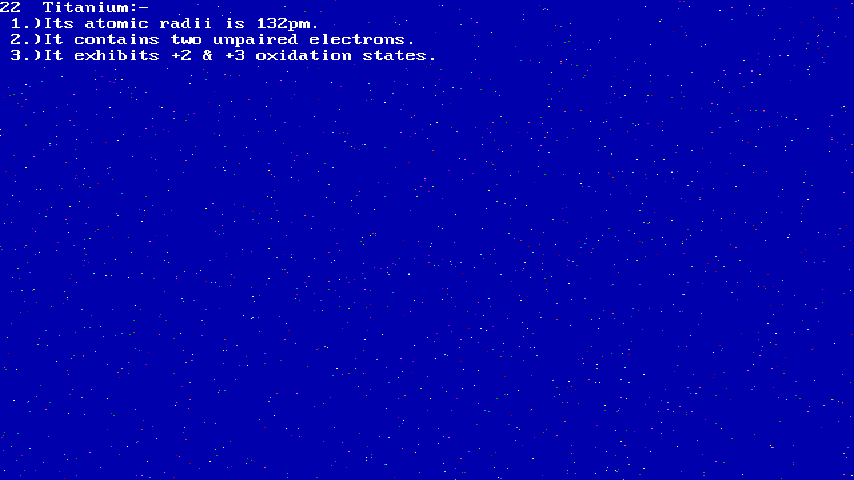 22  Titanium:-
1.)Its atomic radii is 132pm.
2.)It contains two unpaired electrons.
3.)It exhibits +2 & +3 oxidation states.